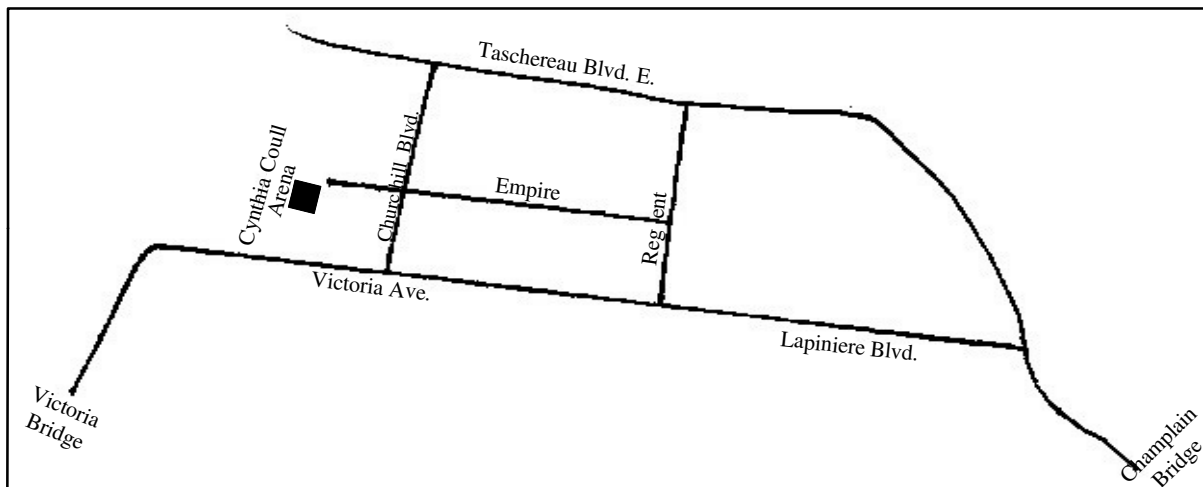 Taschereau Blvd. E.
Churchill Blvd.
Cynthia Coull
Arena
Empire
Regent
Victoria Ave.
Lapiniere Blvd.
Victoria
Bridge
Champlain
Bridge